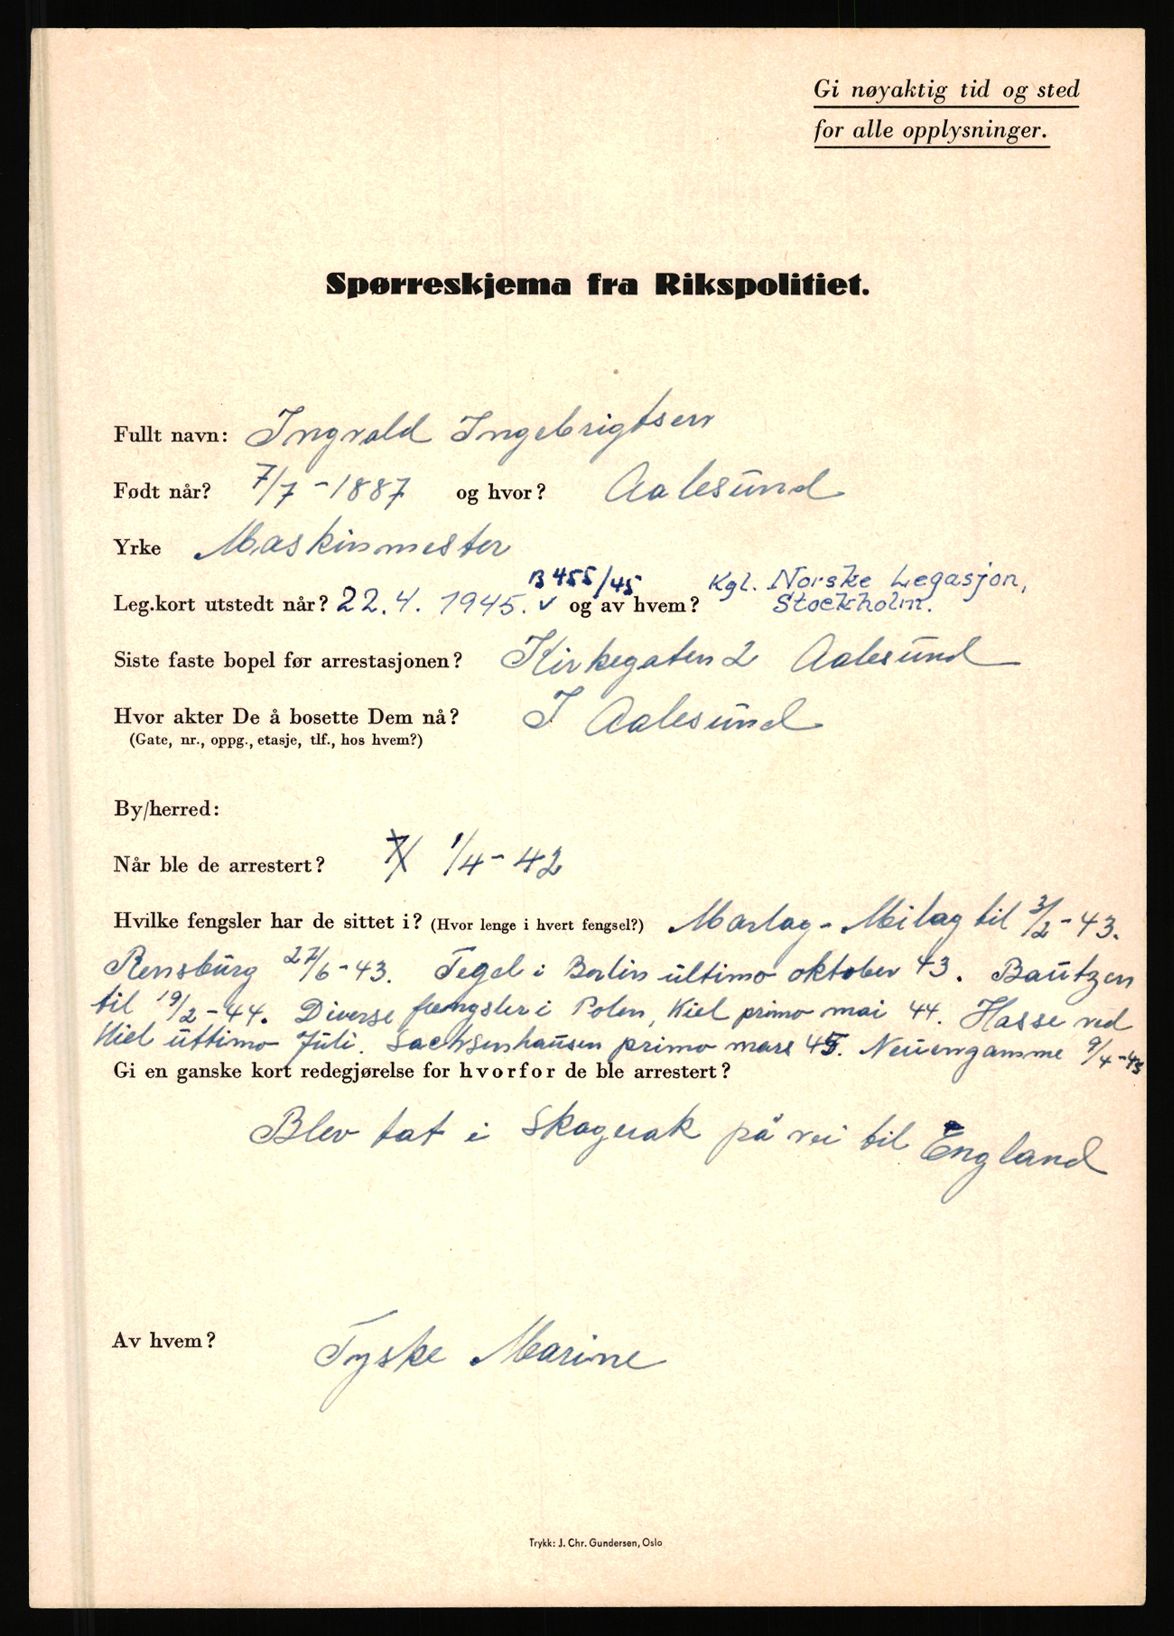 Gi nøyaktig tid og sted
for alle opplysninger.
Spørreskjema fra Rikspolitiet.
Fullt navn: Ingvald Ingebrigtsen
Født når? 7/7-1887 og hvor? Aalesund
Yrke Maskinmester
B 455/45
Leg.kort utstedt når? 22.4.1945. v og av hvem? Kgl. Norske Legasjon,
Stockholm.
Siste faste bopel før arrestasjonen? Kirkegaten 2 Aalesund
Hvor akter De å bosette Dem nå? I Aalesund
(Gate, nr., oppg., etasje, tlf., hos hvem?)
By/herred:
Når ble de arrestert? 1/4-42
Hvilke fengsler har de sittet i? (Hvor lenge i hvert fengsel?) Marlag-Milag til 3/2-43.
Rensburg 27/6-43. Tegel i Berlin ultimo oktober 43. Bautzen
til 19/2-44. Diverse fængsler i Polen, Kiel primo mai 44. Hasse ved
Kiel ultimo Juli. Sachsenhausen primo mars 45. Neuengamme 9/4-45
Gi en ganske kort redegjørelse for hvorfor de ble arrestert?
Blev tat i Skagerak på vei til England
Av hvem? Tyske Marine
Trykk: J. Chr. Gundersen, Oslo